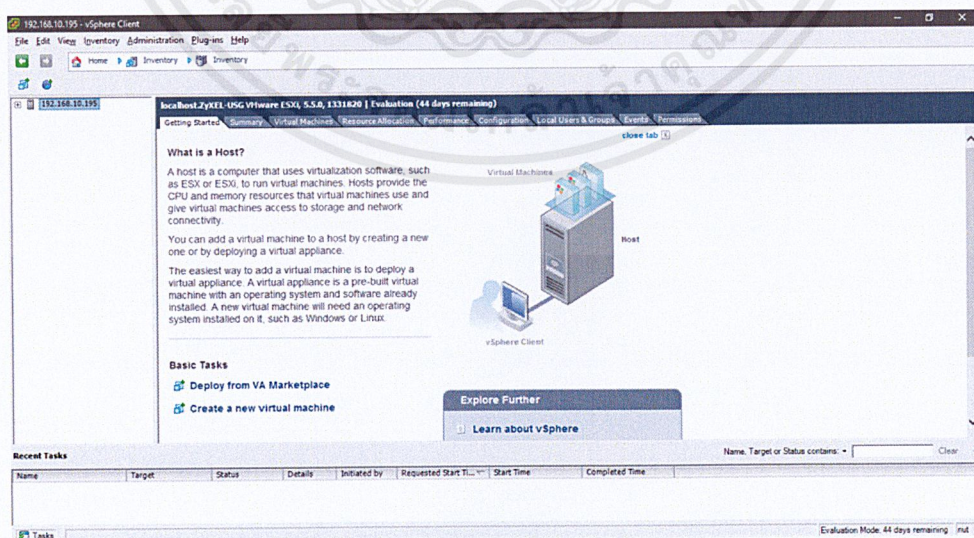 192.168.10.195 - vSphere Client
File Edit View Inventory Administration Plug-ins Help
Home Inventory Inventory
192.168.10.195
localhost.ZyXEL-USG VMware ESXi, 5.5.0, 1331820 | Evaluation (44 days remaining)
Getting Started Summary Virtual Machines Resource Allocation Performance Configuration Local Users & Groups Events Permissions
close tab
What is a Host?
A host is a computer that uses virtualization software, such
as ESX or ESXi, to run virtual machines. Hosts provide the
CPU and memory resources that virtual machines use and
give virtual machines access to storage and network
connectivity.
You can add a virtual machine to a host by creating a new
one or by deploying a virtual appliance.
The easiest way to add a virtual machine is to deploy a
virtual appliance. A virtual appliance is a pre-built virtual
machine with an operating system and software already
installed. A new virtual machine will need an operating
system installed on it, such as Windows or Linux.
Virtual Machines
Host
vSphere Client
Basic Tasks
Deploy from VA Marketplace
Create a new virtual machine
Explore Further
Learn about vSphere
Recent Tasks
Name, Target or Status contains: Clear
Name Target Status Details Initiated by Requested Start Ti... Start Time Completed Time
Tasks
Evaluation Mode: 44 days remaining nut